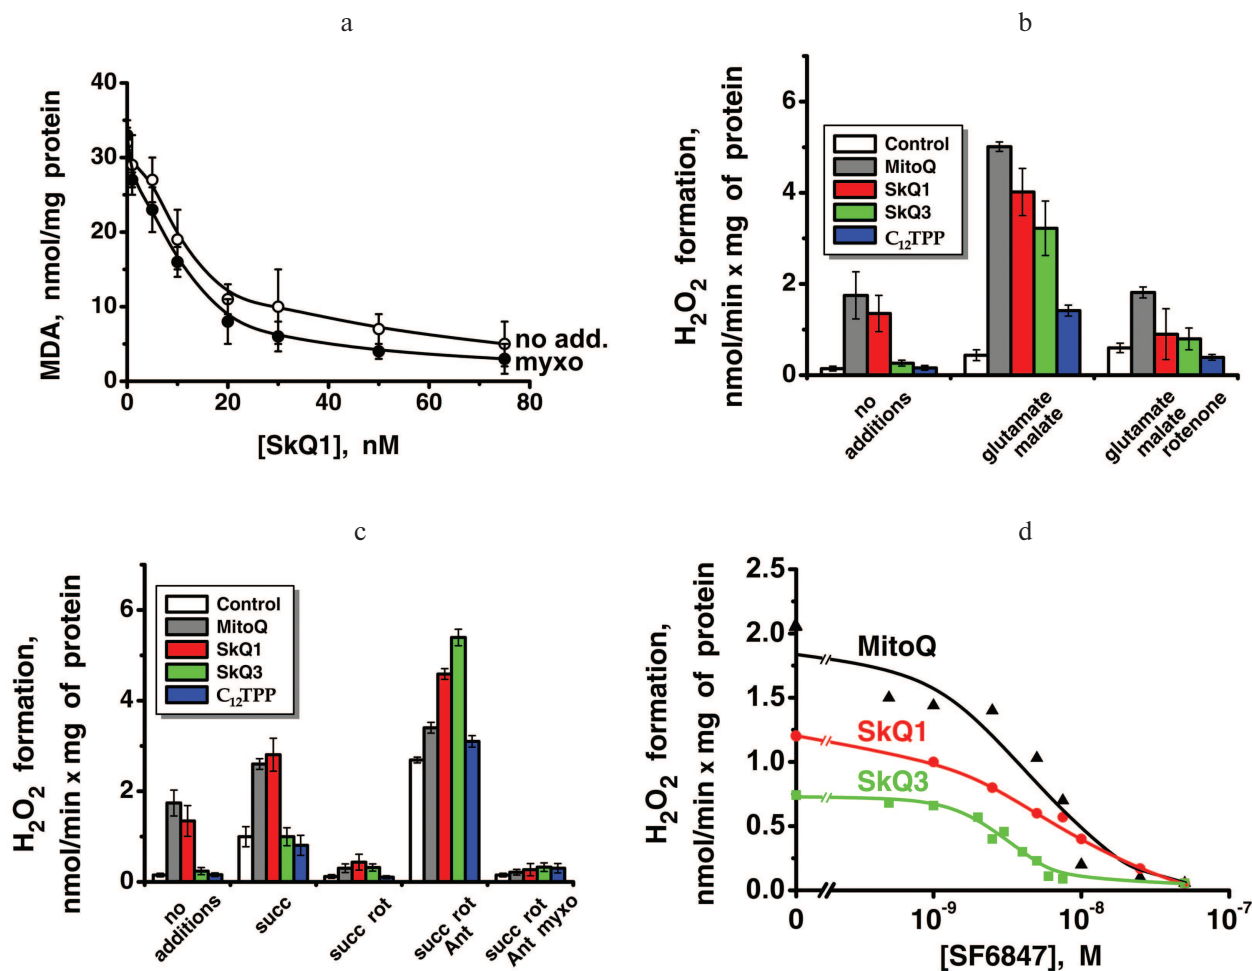 a
MDA, nmol/mg protein
40
30
20
10
0
0
20
40
60
80
no add.
myxo
[SkQ1], nM
b
H2O2 formation,
nmol/min x mg of protein
6
4
2
0
Control
MitoQ
SkQ1
SkQ3
C12TPP
no
additions
glutamate
malate
glutamate
malate
rotenone
c
H2O2 formation,
nmol/min x mg of protein
6
4
2
0
Control
MitoQ
SkQ1
SkQ3
C12TPP
no
additions
succ
succ rot
succ rot
Ant
succ rot
Ant myxo
d
H2O2 formation,
nmol/min x mg of protein
2.5
2.0
1.5
1.0
0.5
0.0
MitoQ
SkQ1
SkQ3
0
10-9
10-8
10-7
[SF6847], M